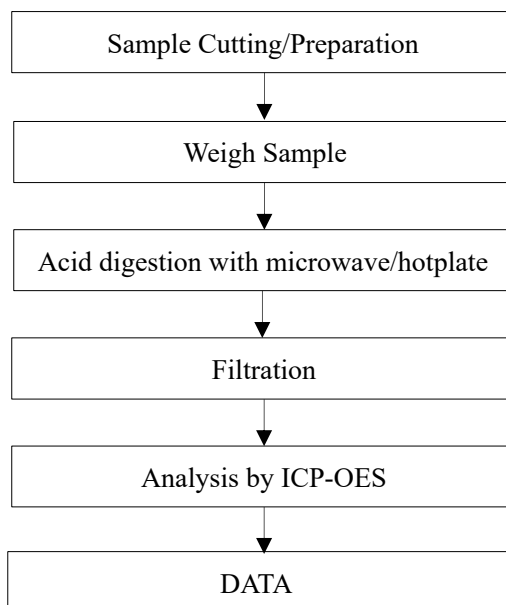 Sample Cutting/Preparation
Weigh Sample
Acid digestion with microwave/hotplate
Filtration
Analysis by ICP-OES
DATA